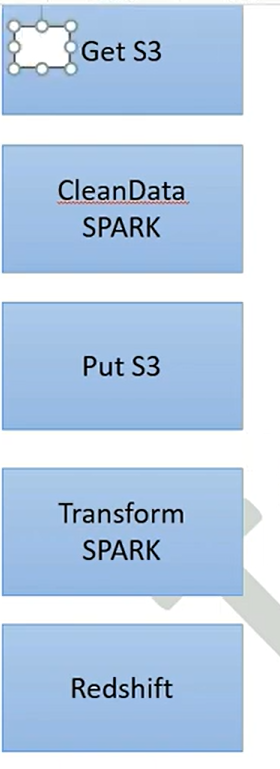 Get S3
CleanData
SPARK
Put S3
Transform
SPARK
Redshift